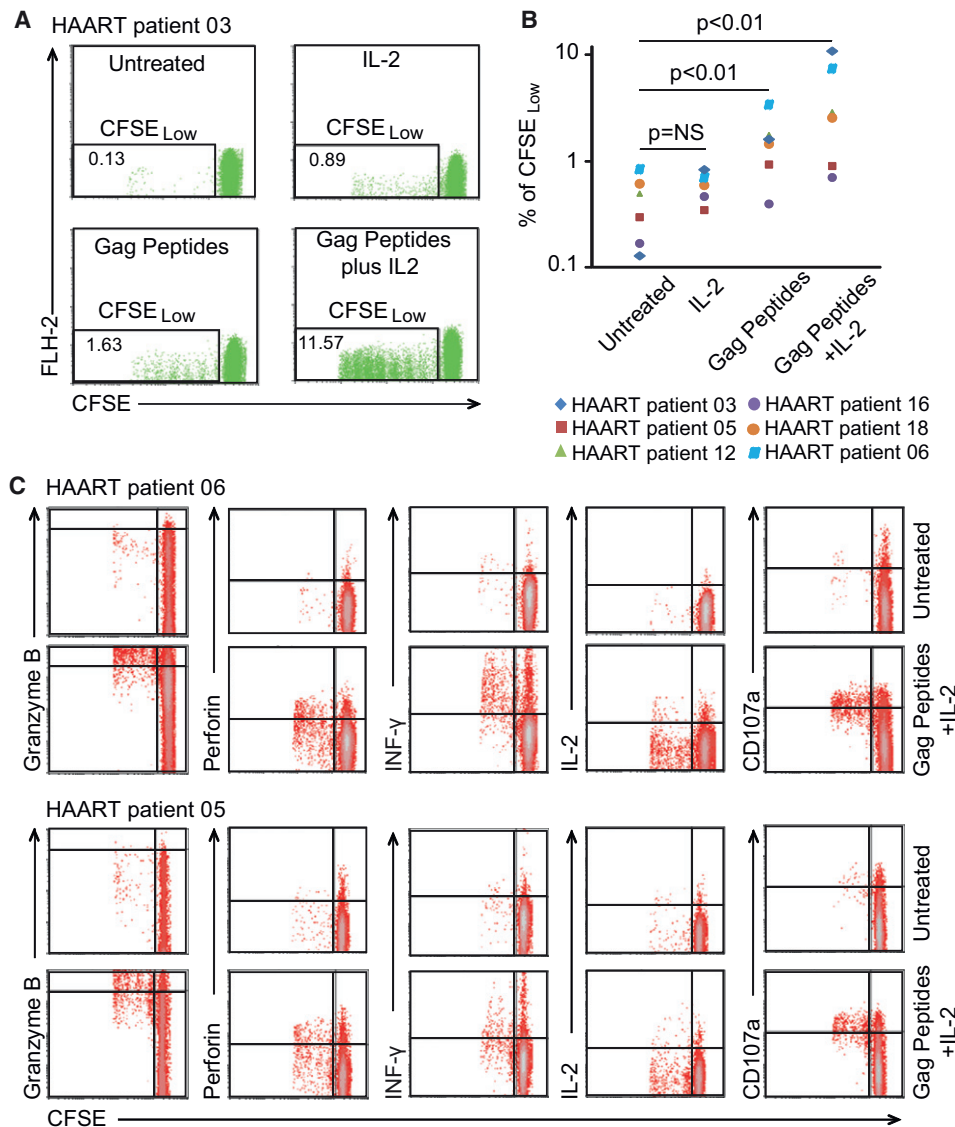 A
HAART patient 03
Untreated
CFSE Low
0.13
IL-2
CFSE Low
0.89
Gag Peptides
CFSE Low
1.63
Gag Peptides
plus IL2
CFSE Low
11.57
FLH-2
CFSE
B
p<0.01
p<0.01
p=NS
% of CFSE Low
10
1
0.1
Untreated
IL-2
Gag Peptides
Gag Peptides
+IL-2
HAART patient 03
HAART patient 16
HAART patient 05
HAART patient 18
HAART patient 12
HAART patient 06
C
HAART patient 06
Granzyme B
Perforin
INF-γ
IL-2
CD107a
Untreated
Gag Peptides
+IL-2
HAART patient 05
Granzyme B
Perforin
INF-γ
IL-2
CD107a
Untreated
Gag Peptides
+IL-2
CFSE